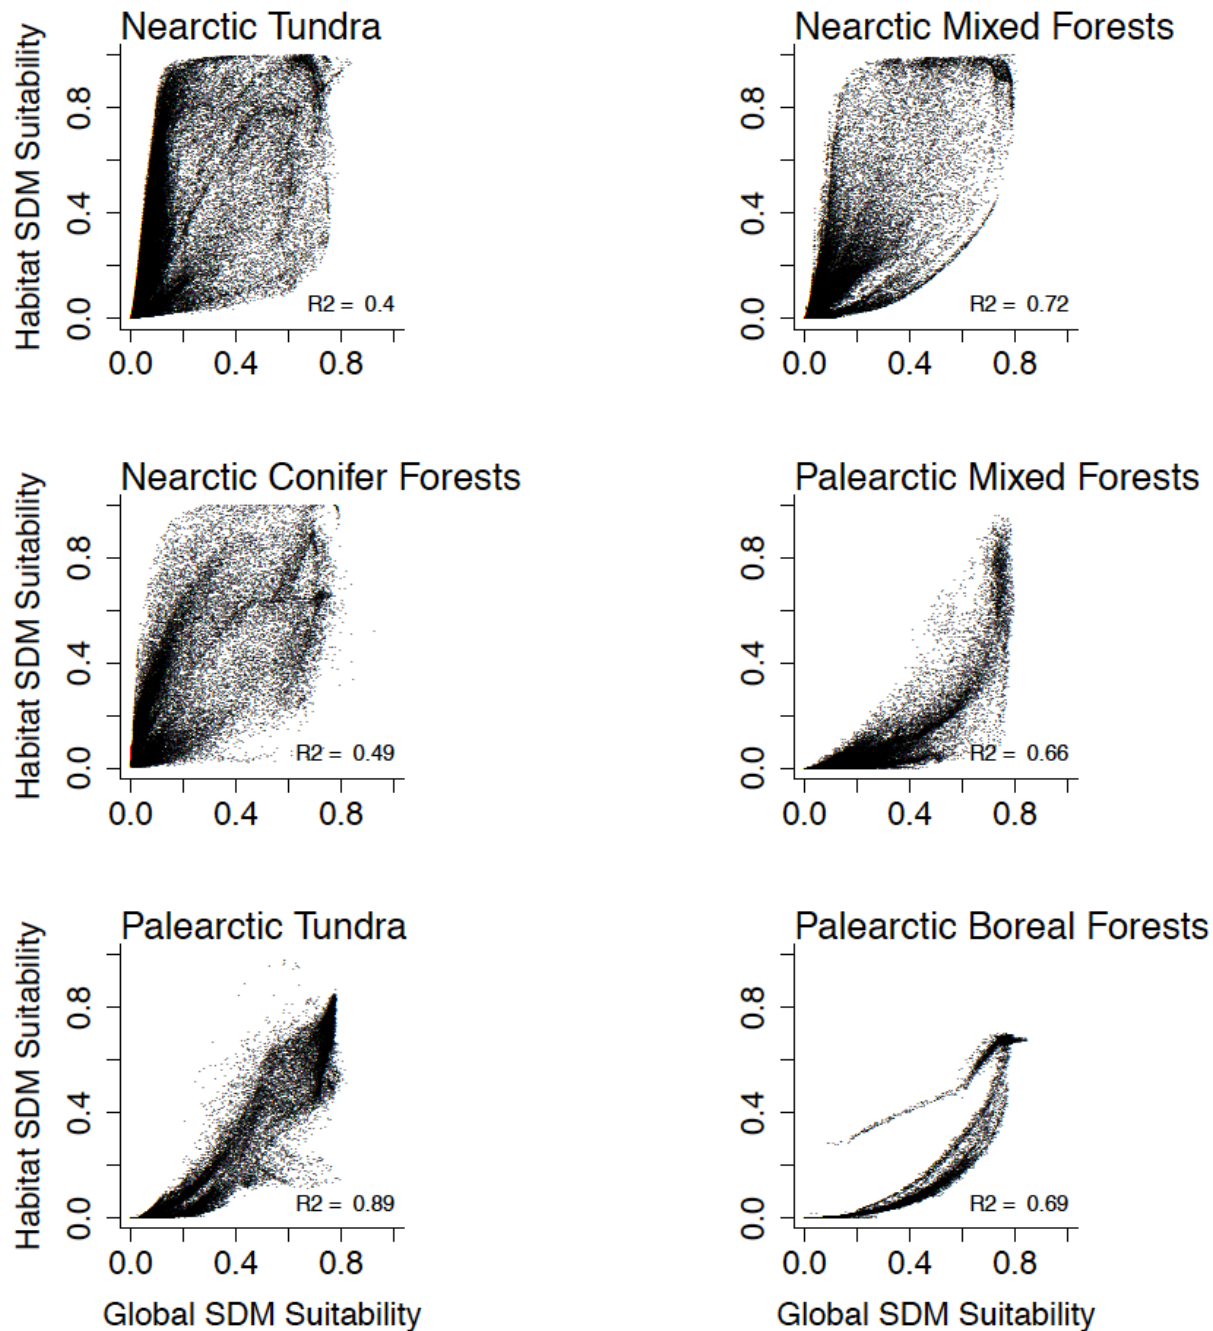 Nearctic Tundra
Habitat SDM Suitability
0.8
0.4
0.0
R2 = 0.4
0.0 0.4 0.8
Nearctic Mixed Forests
0.8
0.4
0.0
R2 = 0.72
0.0 0.4 0.8
Nearctic Conifer Forests
Habitat SDM Suitability
0.8
0.4
0.0
R2 = 0.49
0.0 0.4 0.8
Palearctic Mixed Forests
0.8
0.4
0.0
R2 = 0.66
0.0 0.4 0.8
Palearctic Tundra
Habitat SDM Suitability
0.8
0.4
0.0
R2 = 0.89
0.0 0.4 0.8
Global SDM Suitability
Palearctic Boreal Forests
0.8
0.4
0.0
R2 = 0.69
0.0 0.4 0.8
Global SDM Suitability